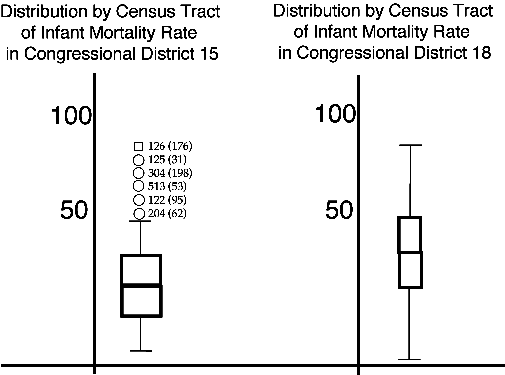 Distribution by Census Tract
of Infant Mortality Rate
in Congressional District 15
100
126 (176)
125 (31)
304 (198)
513 (53)
122 (95)
204 (62)
50
Distribution by Census Tract
of Infant Mortality Rate
in Congressional District 18
100
50